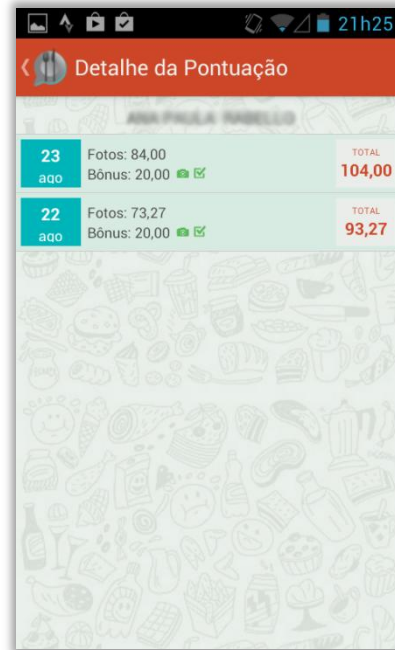 21h25
Detalhe da Pontuação
23
ago
Fotos: 84,00
Bônus: 20,00
TOTAL
104,00
22
ago
Fotos: 73,27
Bônus: 20,00
TOTAL
93,27